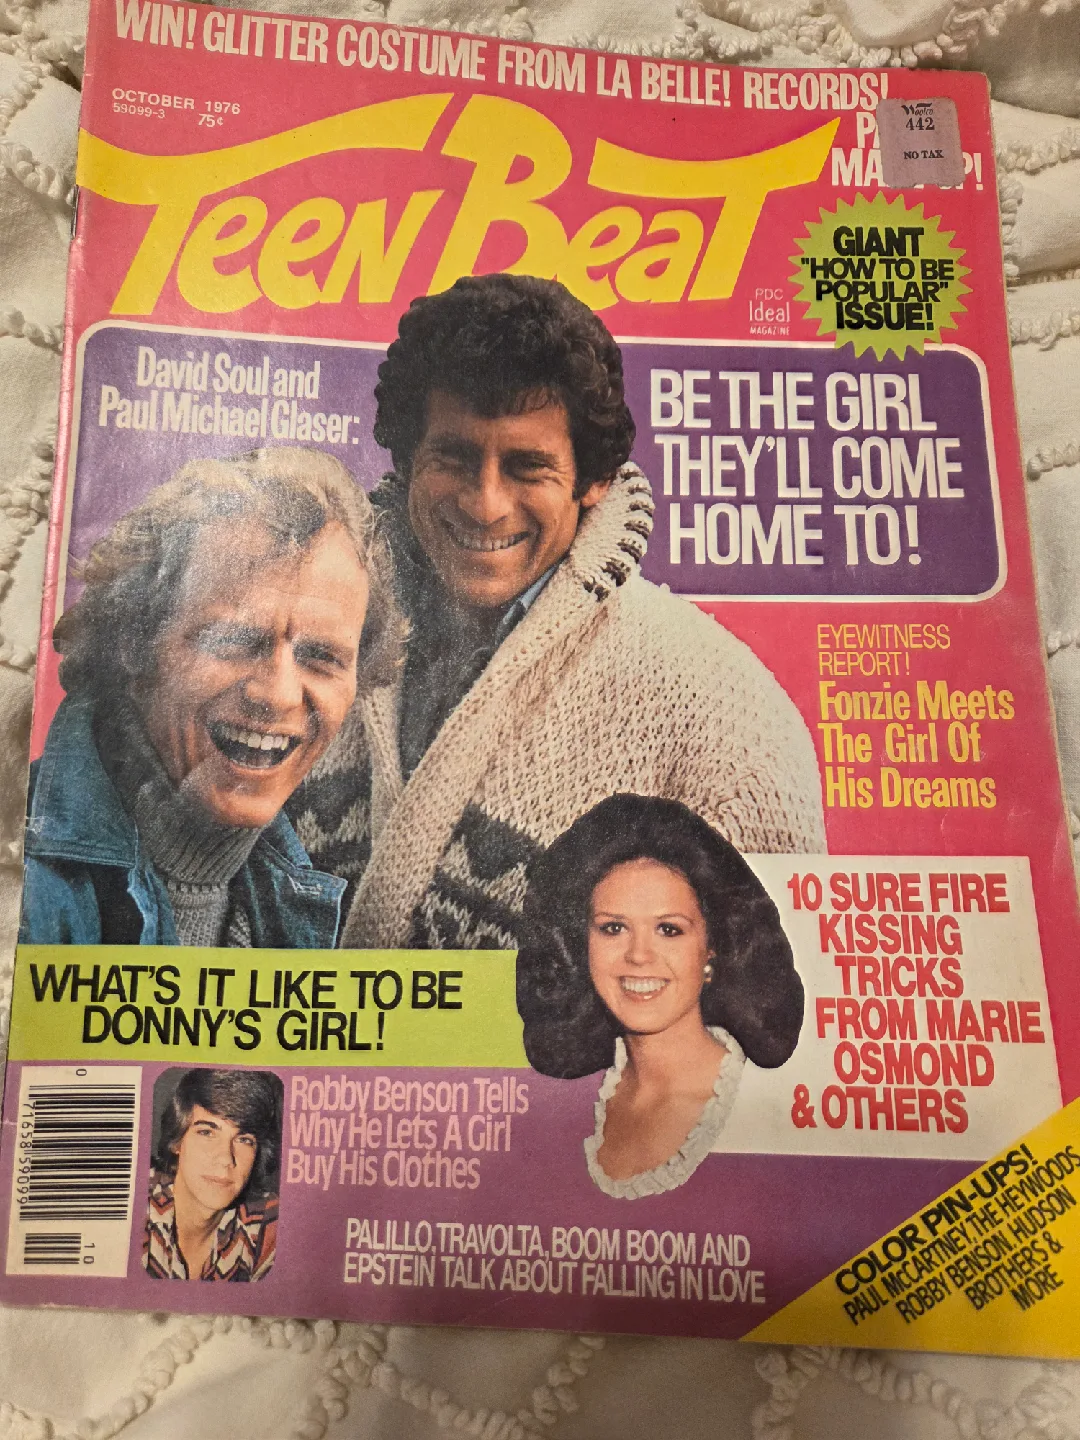 WIN! GLITTER COSTUME FROM LA BELLE! RECORDS!
OCTOBER 1976
59099-3 75¢
Woolco
442
NO TAX
TEEN BEAT
PDC
Ideal
MAGAZINE
GIANT
"HOW TO BE
POPULAR"
ISSUE!
David Soul and
Paul Michael Glaser:
BE THE GIRL
THEY'LL COME
HOME TO!
EYEWITNESS
REPORT!
Fonzie Meets
The Girl Of
His Dreams
10 SURE FIRE
KISSING
TRICKS
FROM MARIE
OSMOND
& OTHERS
WHAT'S IT LIKE TO BE
DONNY'S GIRL!
Robby Benson Tells
Why He Lets A Girl
Buy His Clothes
0
71658 59099
10
PALILLO, TRAVOLTA, BOOM BOOM AND
EPSTEIN TALK ABOUT FALLING IN LOVE
COLOR PIN-UPS!
PAUL McCARTNEY, THE HEYWOODS
ROBBY BENSON, HUDSON
BROTHERS &
MORE